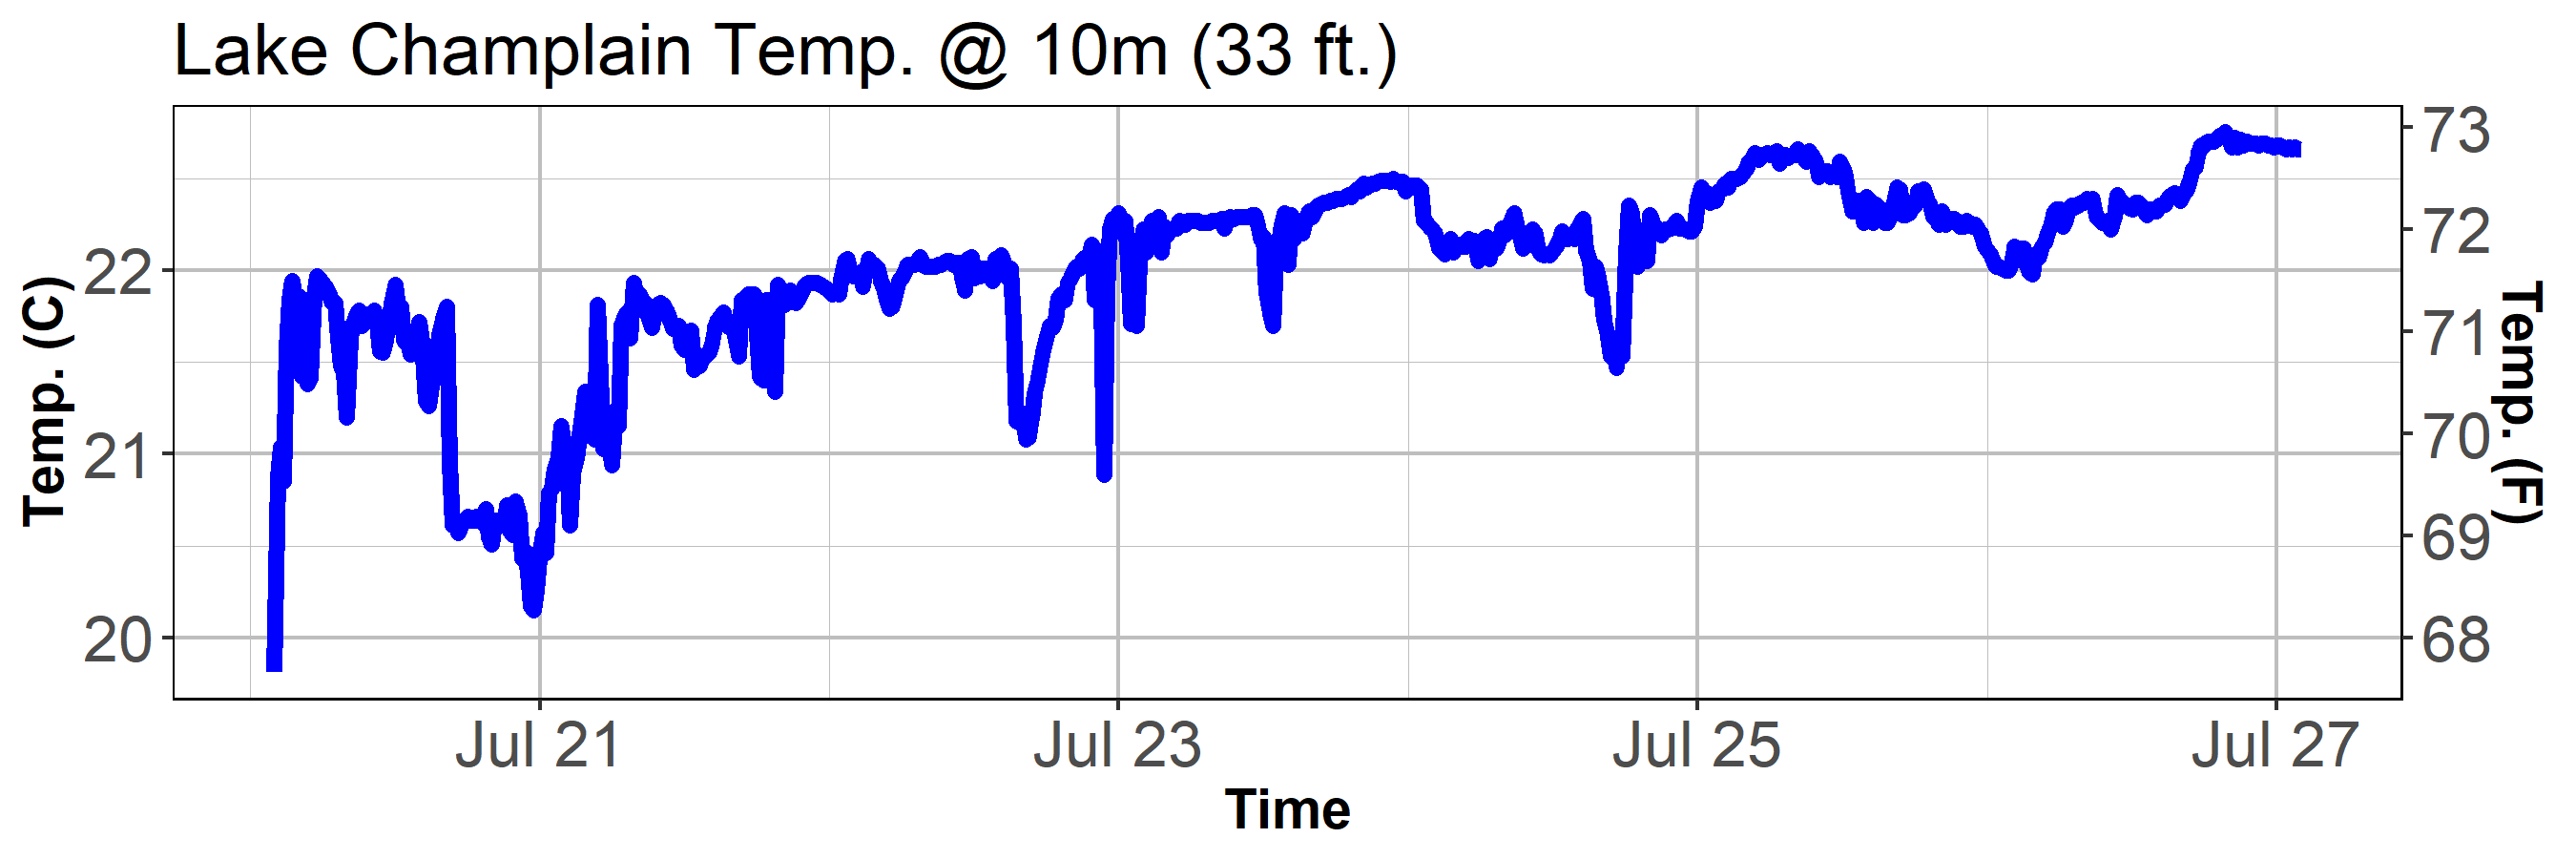 Lake Champlain Temp. @ 10m (33 ft.)
Temp. (C)
22
21
20
73
72
71
70
69
68
Temp. (F)
Jul 21
Jul 23
Jul 25
Jul 27
Time